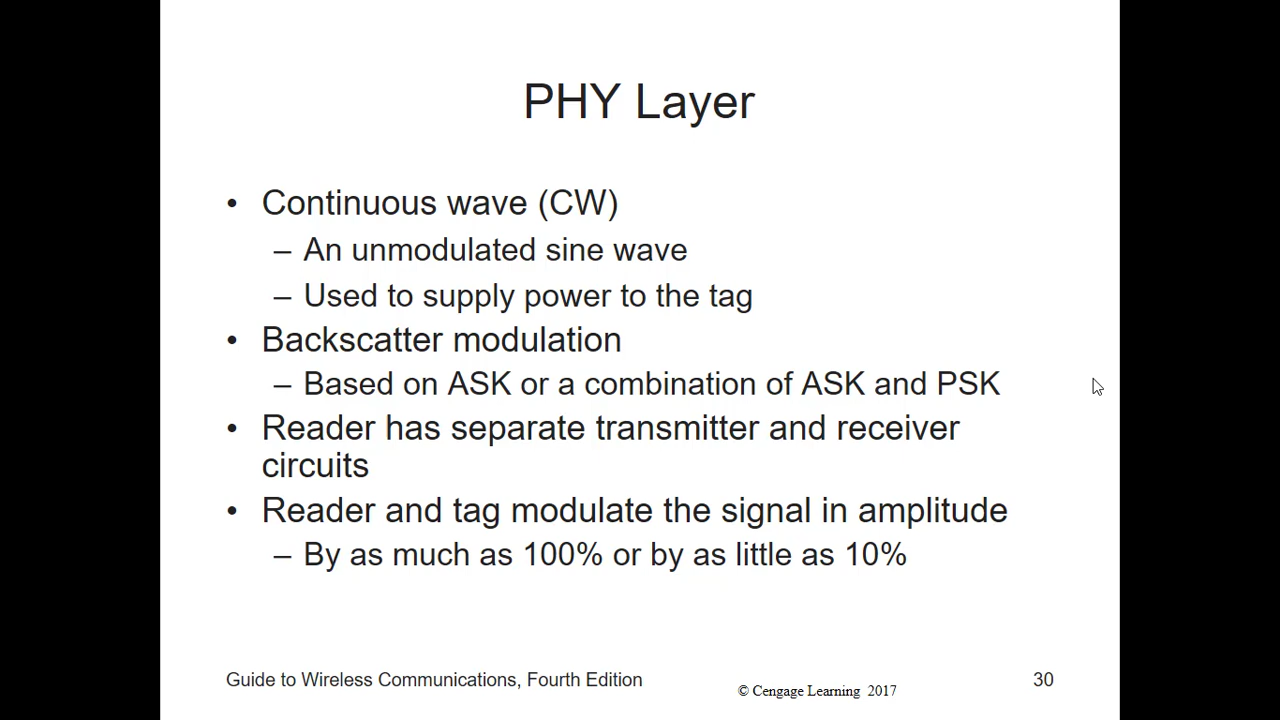 PHY Layer
• Continuous wave (CW)
– An unmodulated sine wave
– Used to supply power to the tag
• Backscatter modulation
– Based on ASK or a combination of ASK and PSK
• Reader has separate transmitter and receiver
circuits
• Reader and tag modulate the signal in amplitude
– By as much as 100% or by as little as 10%
Guide to Wireless Communications, Fourth Edition
© Cengage Learning 2017
30